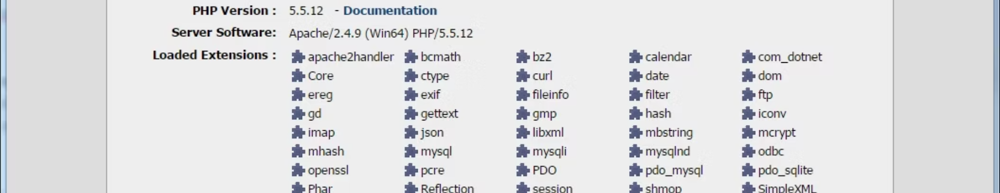 PHP Version : 5.5.12 - Documentation
Server Software: Apache/2.4.9 (Win64) PHP/5.5.12
Loaded Extensions : apache2handler bcmath bz2 calendar com_dotnet
Core ctype curl date dom
ereg exif fileinfo filter ftp
gd gettext gmp hash iconv
imap json libxml mbstring mcrypt
mhash mysql mysqli mysqlnd odbc
openssl pcre PDO pdo_mysql pdo_sqlite
Phar Reflection session shmop SimpleXML